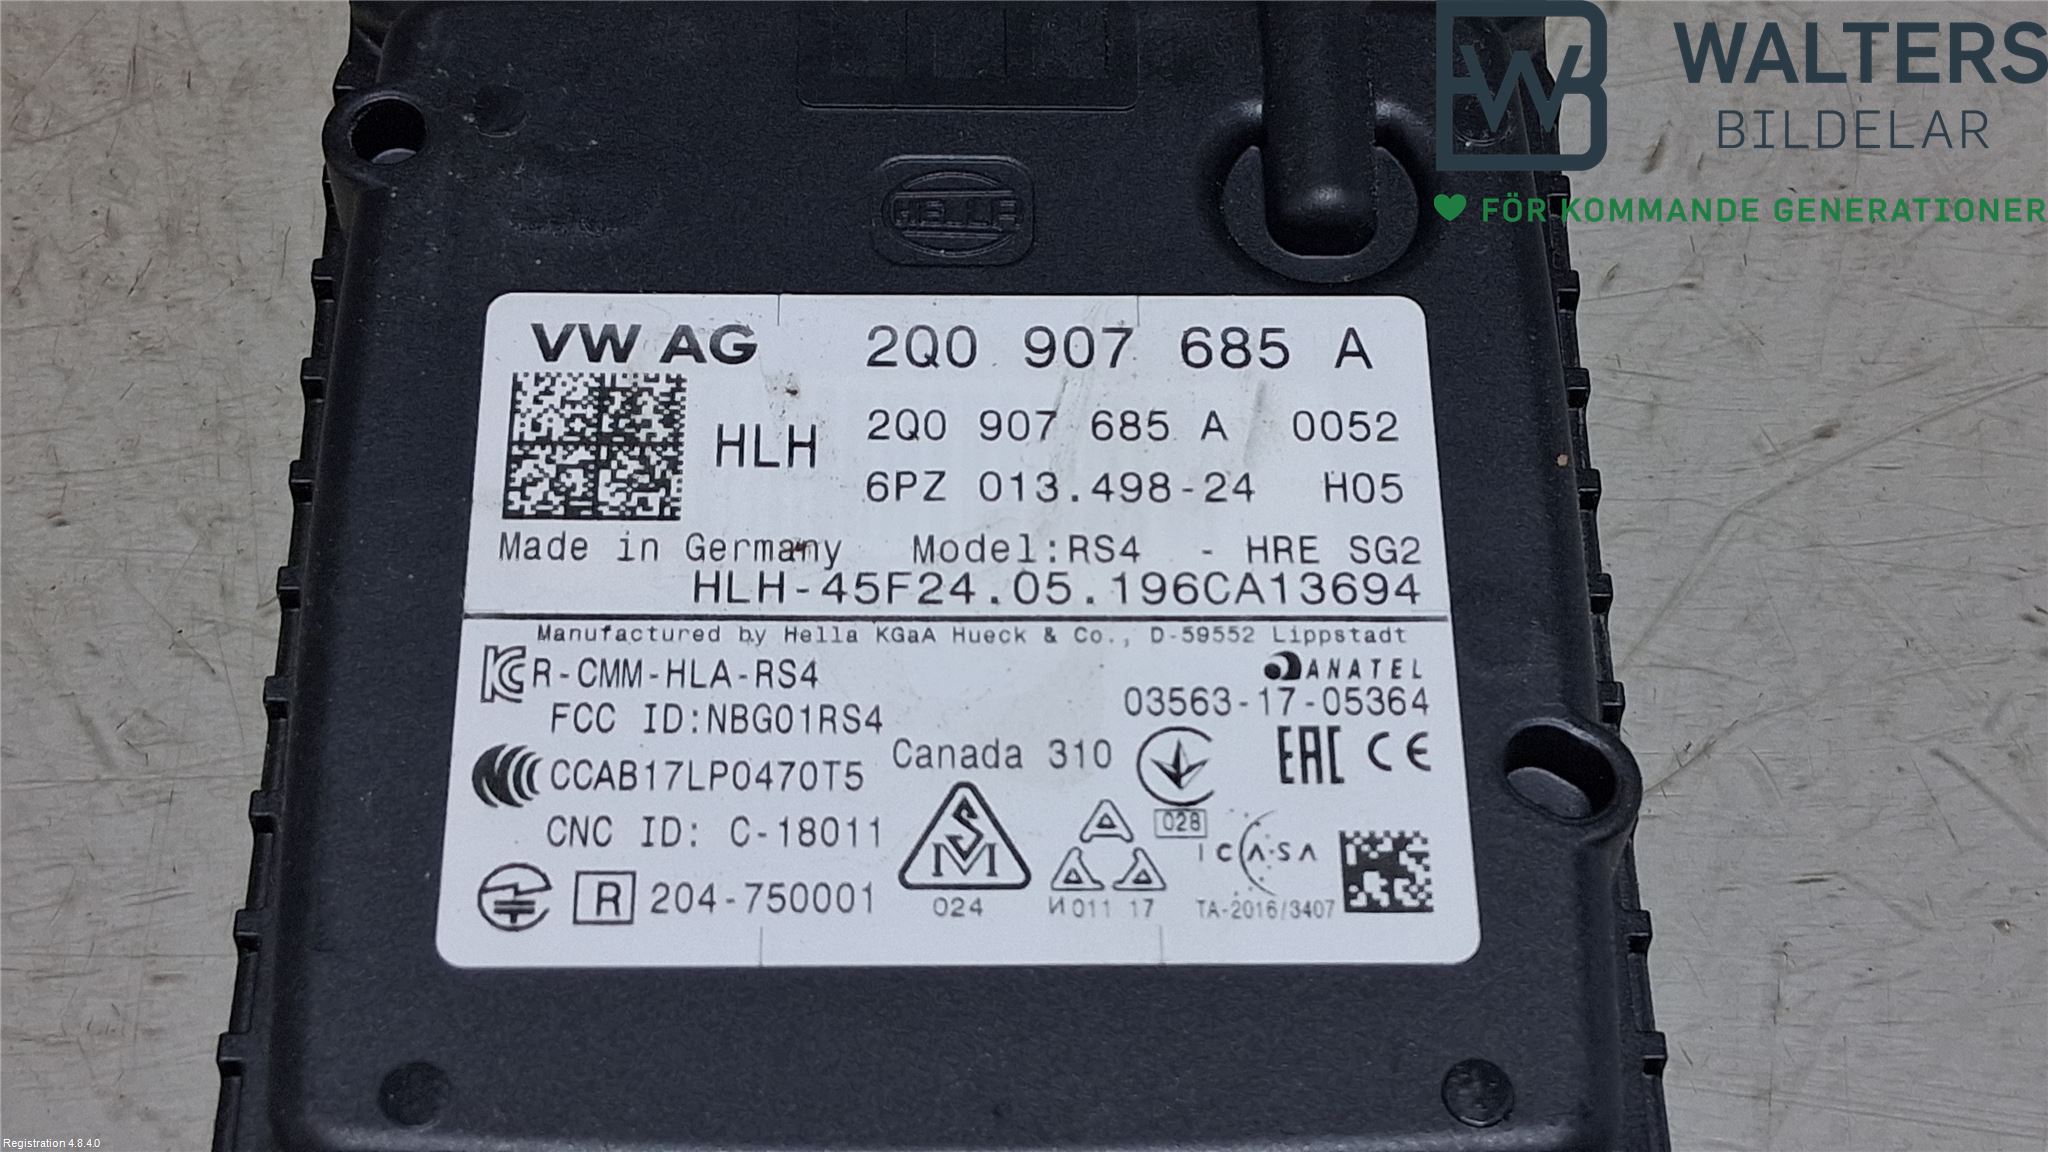 WALTERS
BILDELAR
FÖR KOMMANDE GENERATIONER
HELLA
VW AG 2Q0 907 685 A
HLH 2Q0 907 685 A 0052
6PZ 013.498-24 H05
Made in Germany Model:RS4 - HRE SG2
HLH-45F24.05.196CA13694
Manufactured by Hella KGaA Hueck & Co., D-59552 Lippstadt
R-CMM-HLA-RS4 ANATEL
FCC ID:NBG01RS4 03563-17-05364
Canada 310 EAC CE
CCAB17LP0470T5
CNC ID: C-18011 028
ICASA
R 204-750001 024 И011 17 TA-2016/3407
Registration 4.8.4.0